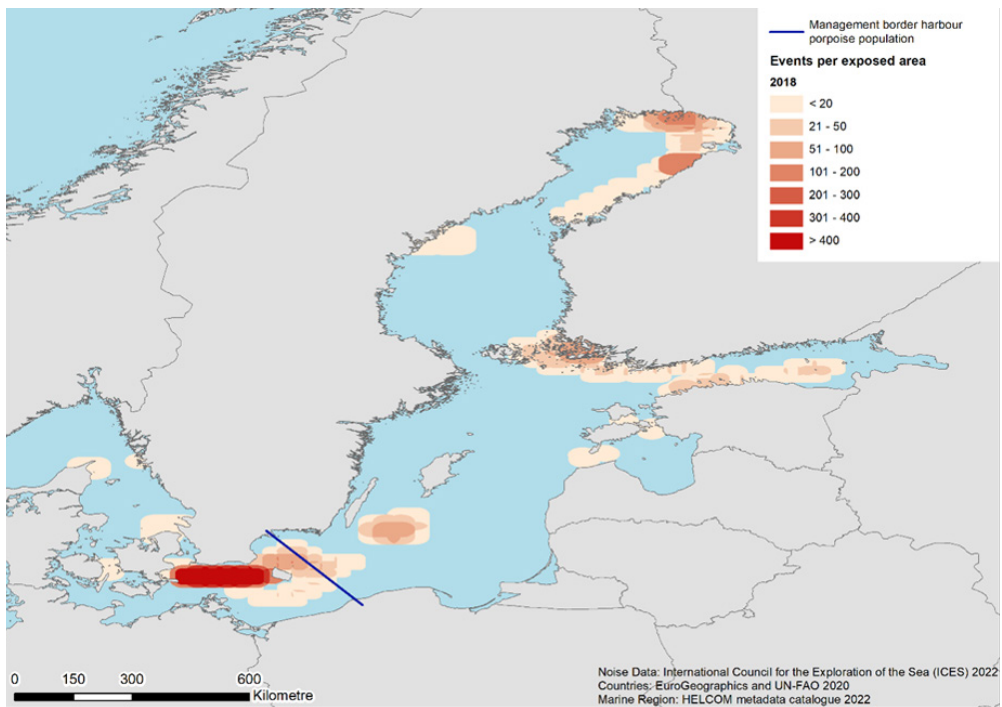 Management border harbour
porpoise population
Events per exposed area
2018
< 20
21 - 50
51 - 100
101 - 200
201 - 300
301 - 400
> 400
0 150 300 600
Kilometre
Noise Data: International Council for the Exploration of the Sea (ICES) 2022
Countries: EuroGeographics and UN-FAO 2020
Marine Region: HELCOM metadata catalogue 2022